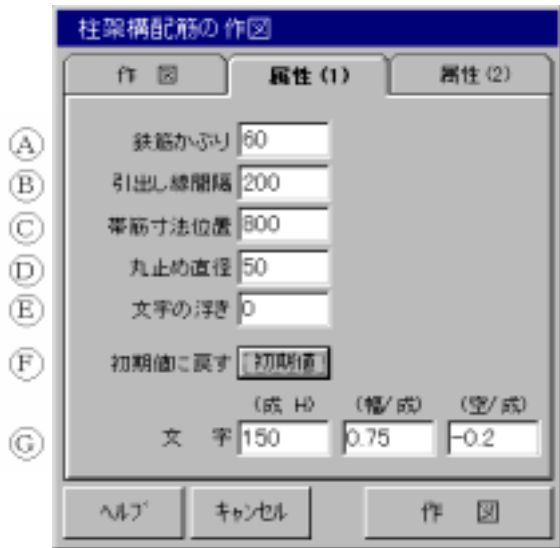 柱架構配筋の作図
作 図 属性(1) 属性(2)
Ⓐ 鉄筋かぶり 60
Ⓑ 引出し線間隔 200
Ⓒ 帯筋寸法位置 800
Ⓓ 丸止め直径 50
Ⓔ 文字の浮き 0
Ⓕ 初期値に戻す 初期値
(成 H) (幅/成) (空/成)
Ⓖ 文 字 150 0.75 -0.2
ヘルプ キャンセル 作 図